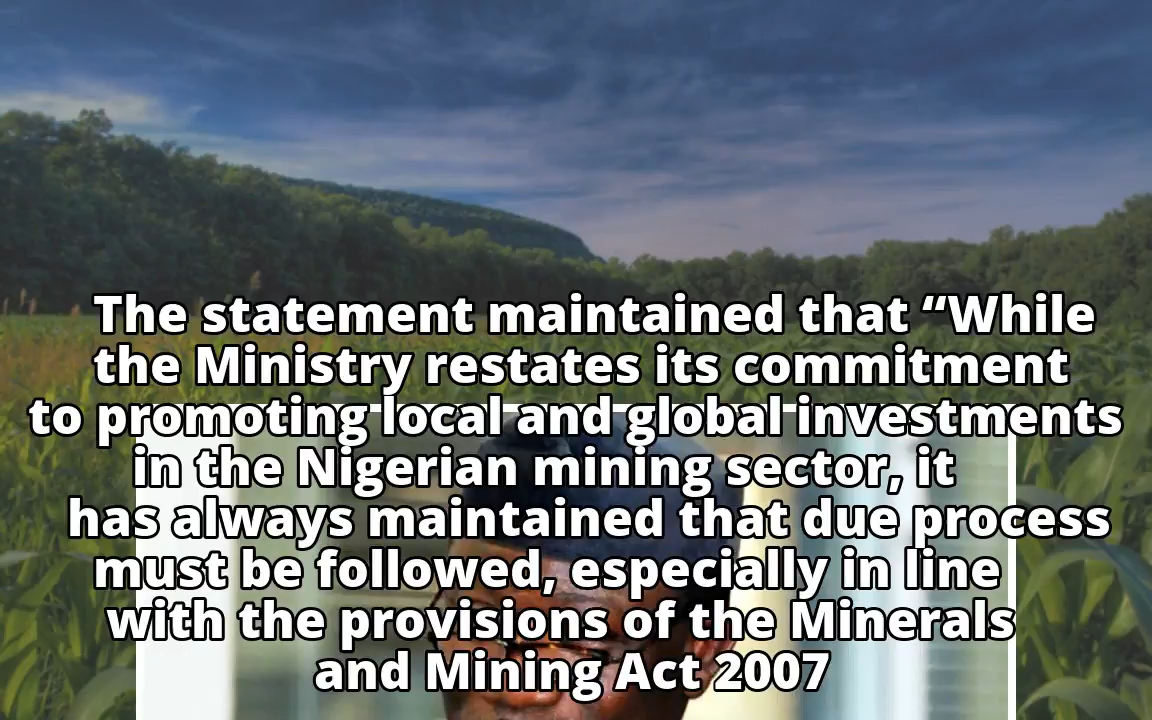 The statement maintained that “While
the Ministry restates its commitment
to promoting local and global investments
in the Nigerian mining sector, it
has always maintained that due process
must be followed, especially in line
with the provisions of the Minerals
and Mining Act 2007